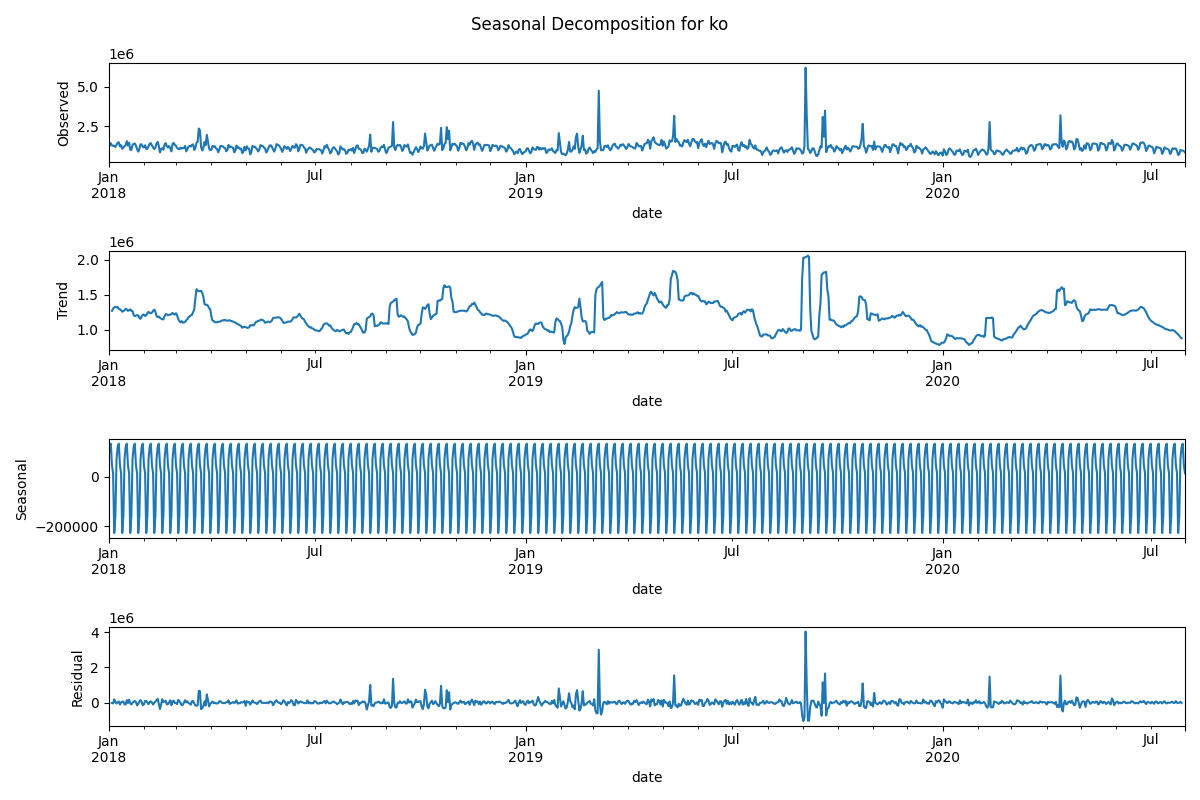 Seasonal Decomposition for ko
1e6
5.0
2.5
Observed
Jan Jul Jan Jul Jan Jul
2018 2019 2020
date
1e6
2.0
1.5
1.0
Trend
Jan Jul Jan Jul Jan Jul
2018 2019 2020
date
0
−200000
Seasonal
Jan Jul Jan Jul Jan Jul
2018 2019 2020
date
1e6
4
2
0
Residual
Jan Jul Jan Jul Jan Jul
2018 2019 2020
date